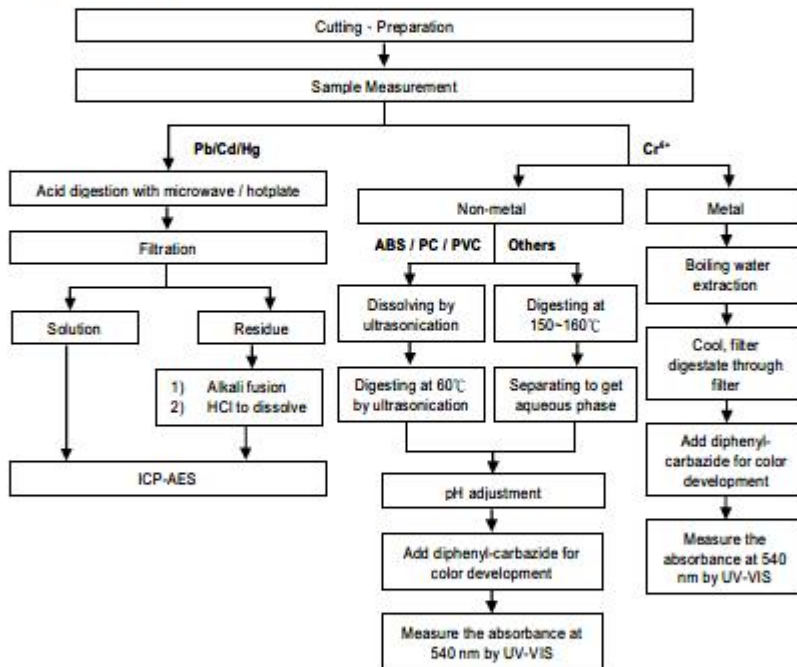 Cutting - Preparation
Sample Measurement
Pb/Cd/Hg
Acid digestion with microwave / hotplate
Filtration
Solution
Residue
1) Alkali fusion
2) HCl to dissolve
ICP-AES
Cr⁶⁺
Non-metal
ABS / PC / PVC
Others
Dissolving by
ultrasonication
Digesting at 60℃
by ultrasonication
Digesting at
150~160℃
Separating to get
aqueous phase
pH adjustment
Add diphenyl-carbazide for
color development
Measure the absorbance at
540 nm by UV-VIS
Metal
Boiling water
extraction
Cool, filter
digestate through
filter
Add diphenyl-
carbazide for color
development
Measure the
absorbance at 540
nm by UV-VIS